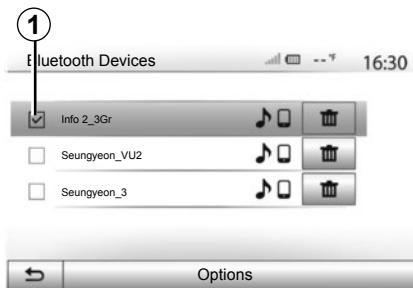 1
Bluetooth Devices --°F 16:30
Info 2_3Gr
Seungyeon_VU2
Seungyeon_3
Options